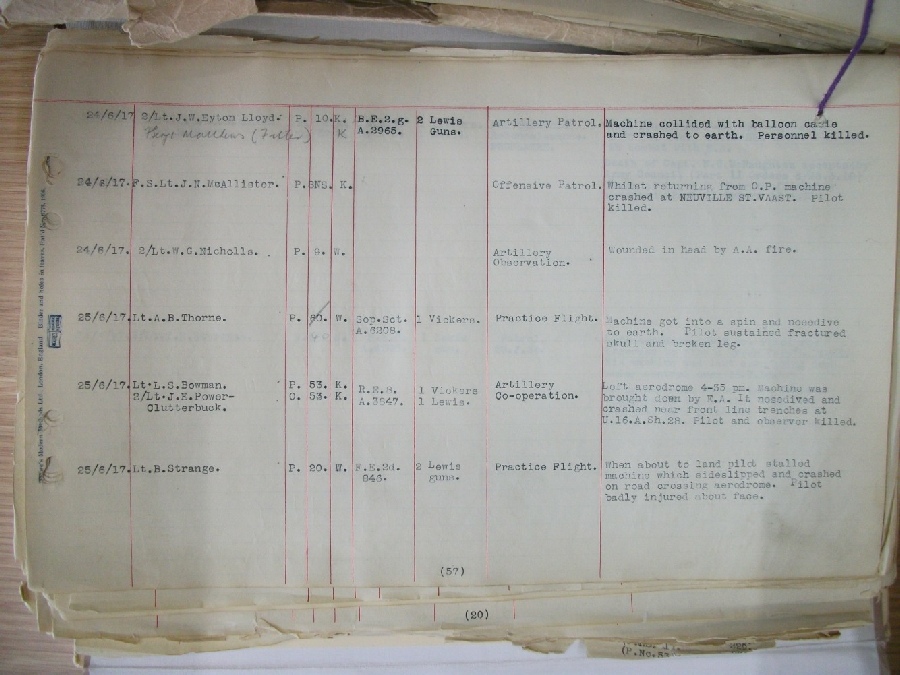 24/6/17 2/Lt.J.W.Eyton Lloyd. P. 10. K. B.E.2.g. 2 Lewis Artillery Patrol. Machine collided with balloon cable
K A.2965. Guns. and crashed to earth. Personnel killed.
24/6/17. F.S.Lt.J.N.McAllister. P. 8NS. K. Offensive Patrol. Whilst returning from O.P. machine
crashed at NEUVILLE ST.VAAST. Pilot
killed.
24/6/17. 2/Lt.W.G.Nicholls. P. 9. W. Artillery Wounded in head by A.A. fire.
Observation.
25/6/17. Lt.A.B.Thorne. P. W. Sop.Sct. 1 Vickers. Practice Flight. Machine got into a spin and nosedive
A.6208. to earth. Pilot sustained fractured
skull and broken leg.
25/6/17. Lt.L.S.Bowman. P. 53. K. R.E.8. 1 Vickers Artillery Left aerodrome 4-35 pm. Machine was
2/Lt.J.E.Power- O. 53. K. A.3847. 1 Lewis. Co-operation. brought down by E.A. It nosedived and
Clutterbuck. crashed near front line trenches at
U.16.A.Sh.28. Pilot and observer killed.
25/6/17. Lt.B.Strange. P. 20. W. F.E.2d. 2 Lewis Practice Flight. When about to land pilot stalled
guns. machine which sideslipped and crashed
on road crossing aerodrome. Pilot
badly injured about face.
(57)
(20)